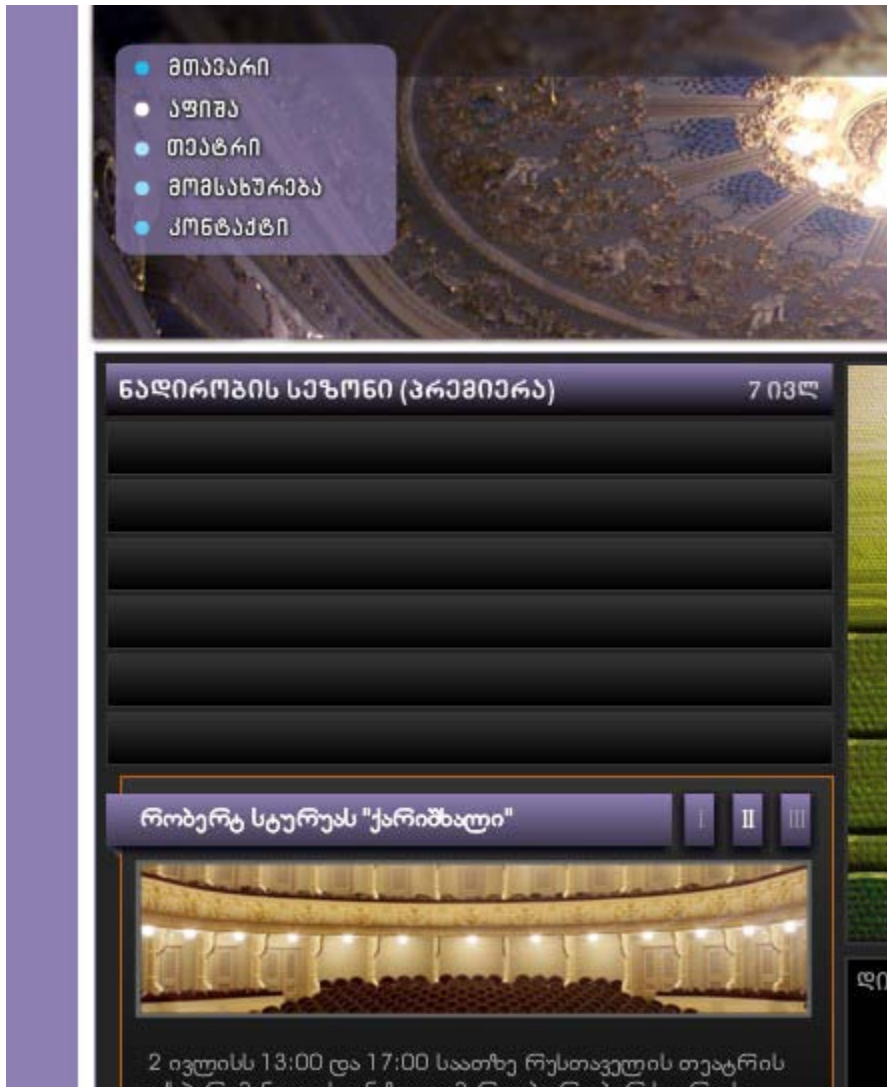 მთავარი
აფიშა
თეატრი
მომსახურება
კონტაქტი
ნადირობის სეზონი (პრემიერა) 7 ივლ
რობერტ სტურუას "ქარიშხალი" I II III
2 ივლისს 13:00 და 17:00 საათზე რუსთაველის თეატრის